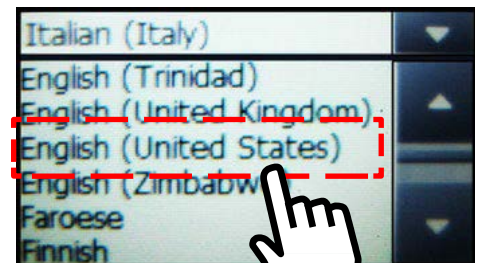 Italian (Italy)
English (Trinidad)
English (United Kingdom)
English (United States)
English (Zimbabw
Faroese
Finnish